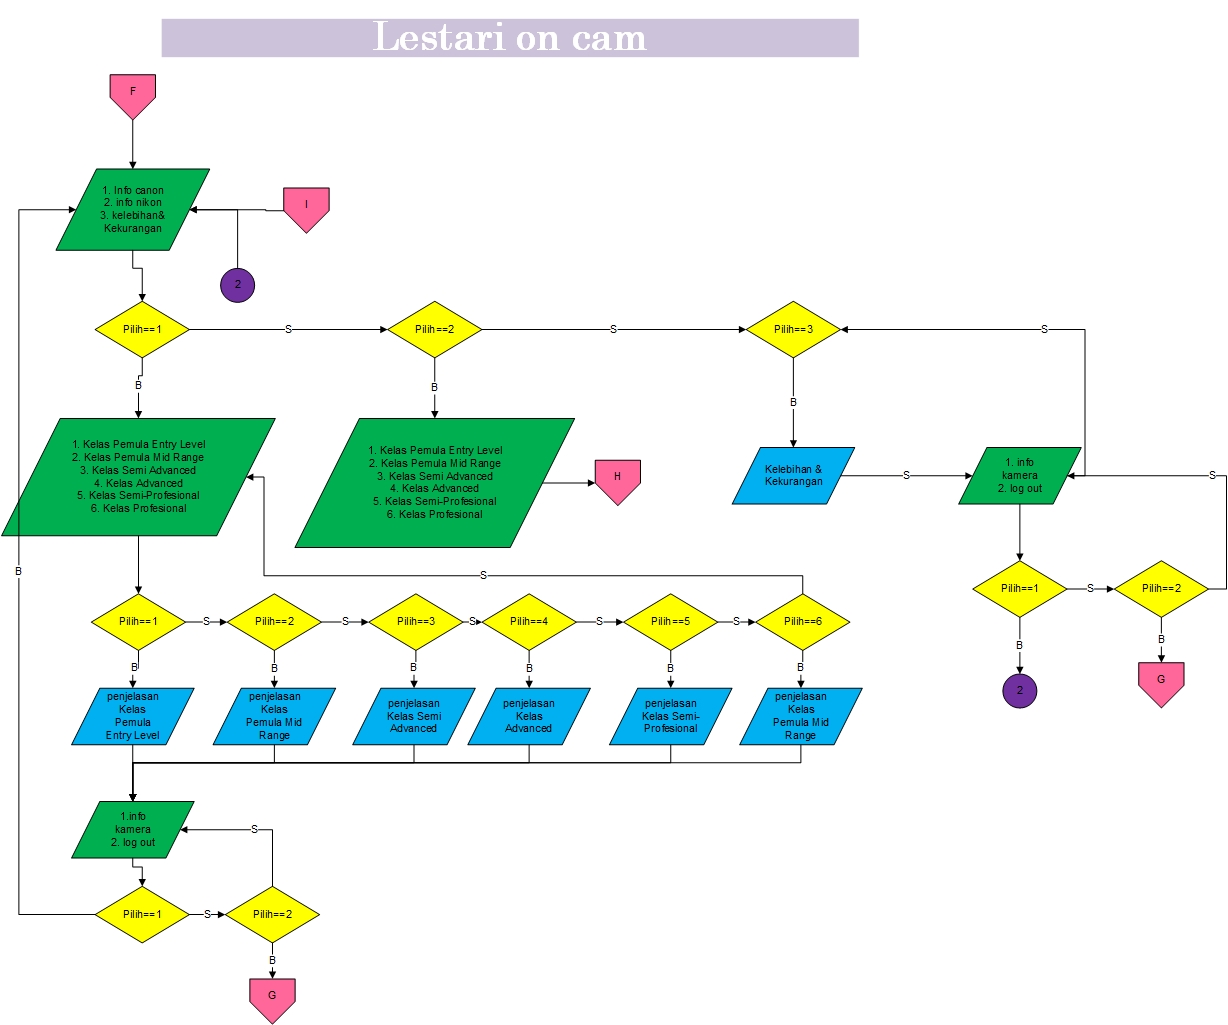 Lestari on cam
F
1. Info canon
2. info nikon
3. kelebihan&
Kekurangan
I
2
Pilih==1
S
Pilih==2
S
Pilih==3
S
B
B
B
1. Kelas Pemula Entry Level
2. Kelas Pemula Mid Range
3. Kelas Semi Advanced
4. Kelas Advanced
5. Kelas Semi-Profesional
6. Kelas Profesional
1. Kelas Pemula Entry Level
2. Kelas Pemula Mid Range
3. Kelas Semi Advanced
4. Kelas Advanced
5. Kelas Semi-Profesional
6. Kelas Profesional
H
Kelebihan &
Kekurangan
S
1. info
kamera
2. log out
S
B
S
Pilih==1
S
Pilih==2
B
B
2
G
Pilih==1
S
Pilih==2
S
Pilih==3
S
Pilih==4
S
Pilih==5
S
Pilih==6
B
B
B
B
B
B
penjelasan
Kelas
Pemula
Entry Level
penjelasan
Kelas
Pemula Mid
Range
penjelasan
Kelas Semi
Advanced
penjelasan
Kelas
Advanced
penjelasan
Kelas Semi-
Profesional
penjelasan
Kelas
Pemula Mid
Range
1.info
kamera
2. log out
S
Pilih==1
S
Pilih==2
B
G